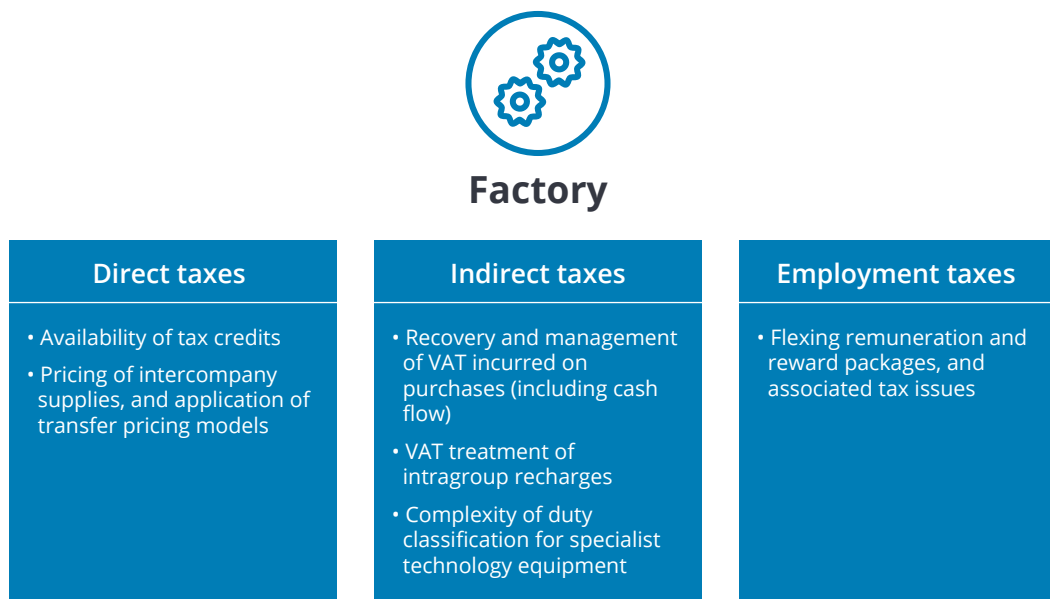 Factory
Direct taxes
• Availability of tax credits
• Pricing of intercompany
supplies, and application of
transfer pricing models
Indirect taxes
• Recovery and management
of VAT incurred on
purchases (including cash
flow)
• VAT treatment of
intragroup recharges
• Complexity of duty
classification for specialist
technology equipment
Employment taxes
• Flexing remuneration and
reward packages, and
associated tax issues